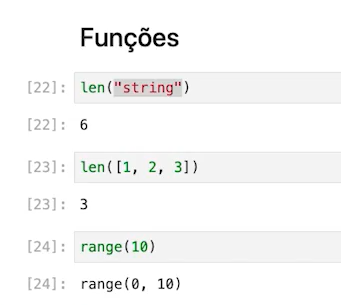 Funções
[22]: len("string")
[22]: 6
[23]: len([1, 2, 3])
[23]: 3
[24]: range(10)
[24]: range(0, 10)